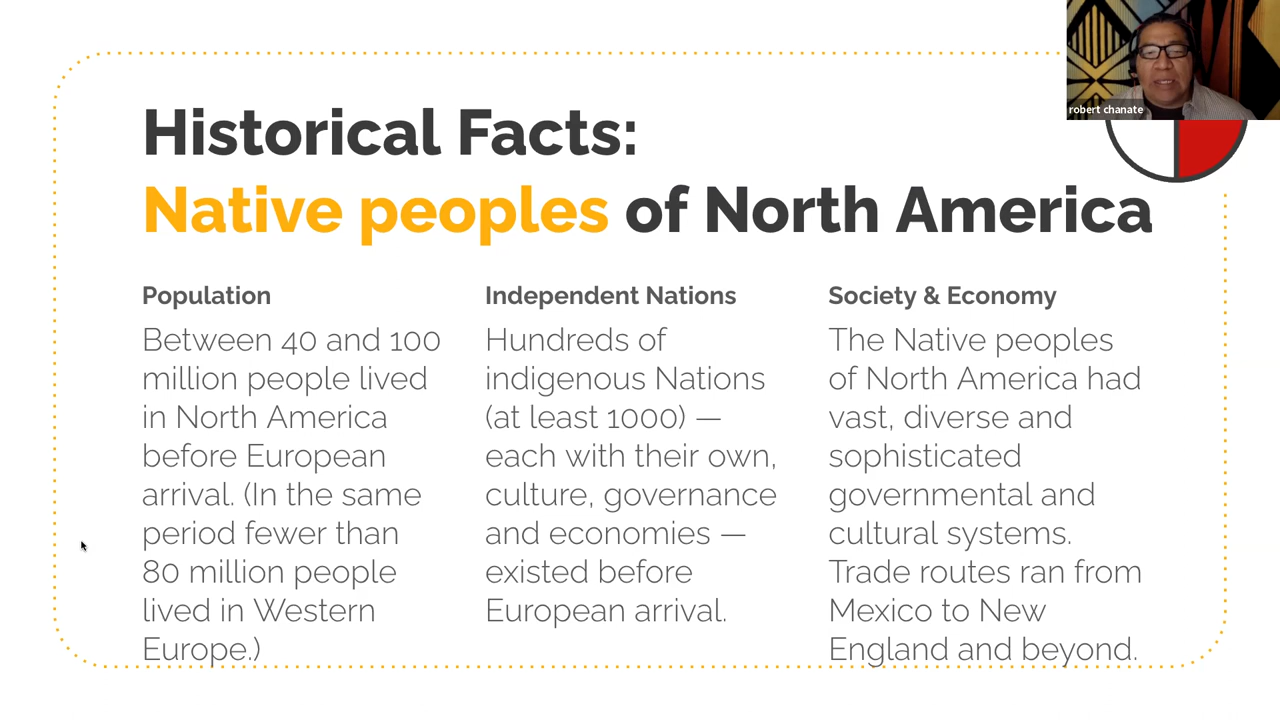 robert chanate
Historical Facts:
Native peoples of North America
Population
Between 40 and 100
million people lived
in North America
before European
arrival. (In the same
period fewer than
80 million people
lived in Western
Europe.)
Independent Nations
Hundreds of
indigenous Nations
(at least 1000) —
each with their own,
culture, governance
and economies —
existed before
European arrival.
Society & Economy
The Native peoples
of North America had
vast, diverse and
sophisticated
governmental and
cultural systems.
Trade routes ran from
Mexico to New
England and beyond.